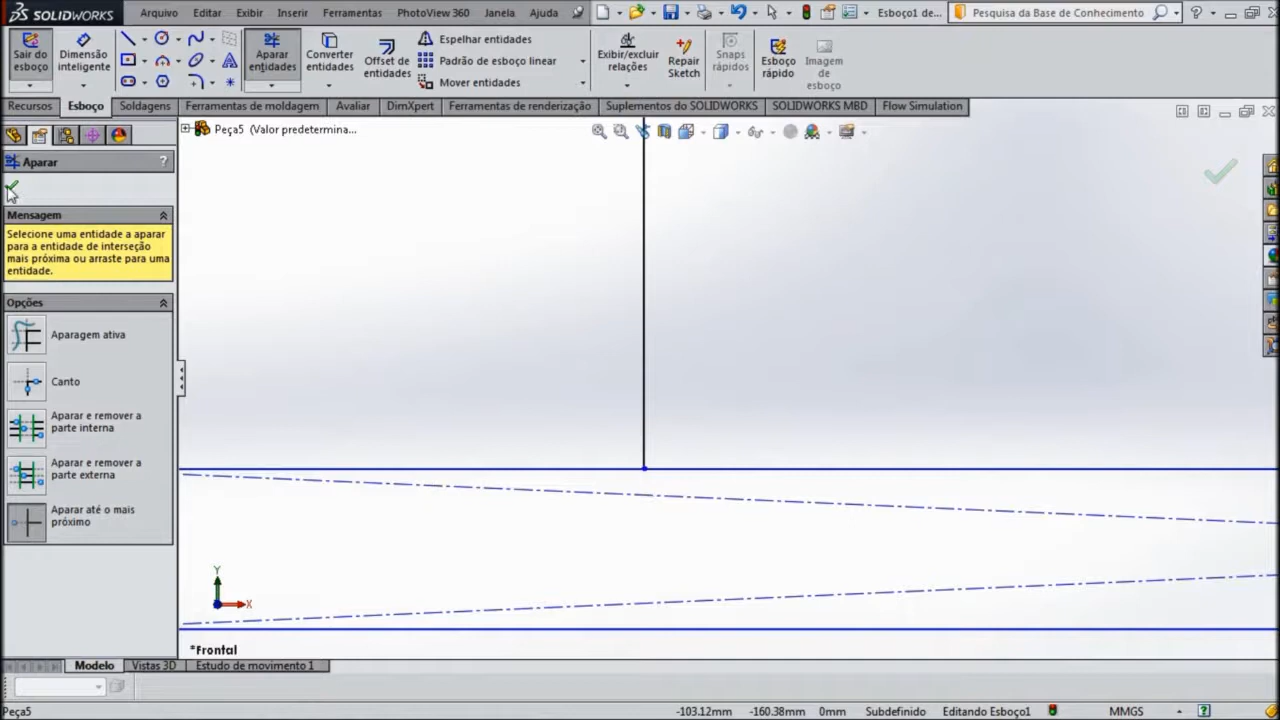 SOLIDWORKS
Arquivo Editar Exibir Inserir Ferramentas PhotoView 360 Janela Ajuda
Esboço1 de...
Pesquisa da Base de Conhecimento
Sair do
esboço
Dimensão
inteligente
Aparar
entidades
Converter
entidades
Offset de
entidades
Espelhar entidades
Padrão de esboço linear
Mover entidades
Exibir/excluir
relações
Repair
Sketch
Snaps
rápidos
Esboço
rápido
Imagem
de
esboço
Recursos Esboço Soldagens Ferramentas de moldagem Avaliar DimXpert Ferramentas de renderização Suplementos do SOLIDWORKS SOLIDWORKS MBD Flow Simulation
Peça5 (Valor predetermina...
Aparar ?
Mensagem
Selecione uma entidade a aparar
para a entidade de interseção
mais próxima ou arraste para uma
entidade.
Opções
Aparagem ativa
Canto
Aparar e remover a
parte interna
Aparar e remover a
parte externa
Aparar até o mais
próximo
Y
X
*Frontal
Modelo Vistas 3D Estudo de movimento 1
Peça5 -103.12mm -160.38mm 0mm Subdefinido Editando Esboço1 MMGS ?